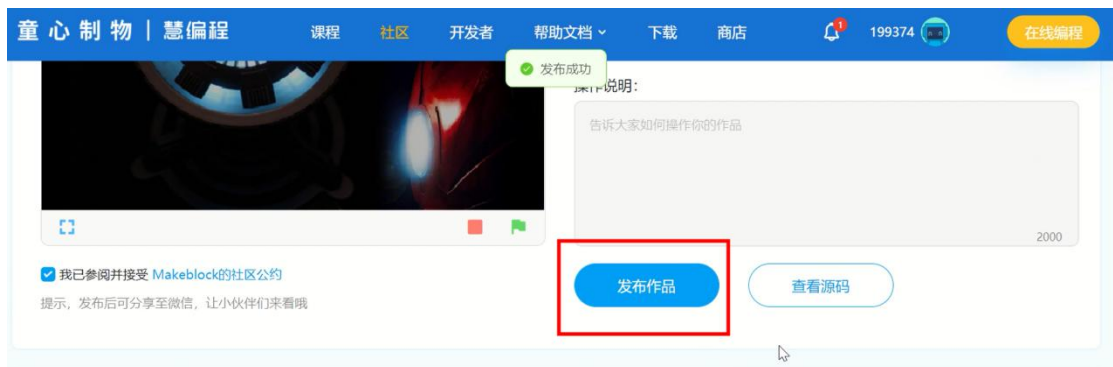 童心制物｜慧编程 课程 社区 开发者 帮助文档 下载 商店 1 199374 在线编程
发布成功
操作说明：
告诉大家如何操作你的作品
2000
我已参阅并接受 Makeblock的社区公约
提示，发布后可分享至微信，让小伙伴们来看哦
发布作品 查看源码